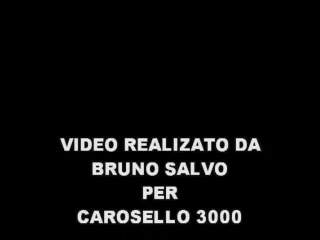 VIDEO REALIZATO DA
BRUNO SALVO
PER
CAROSELLO 3000